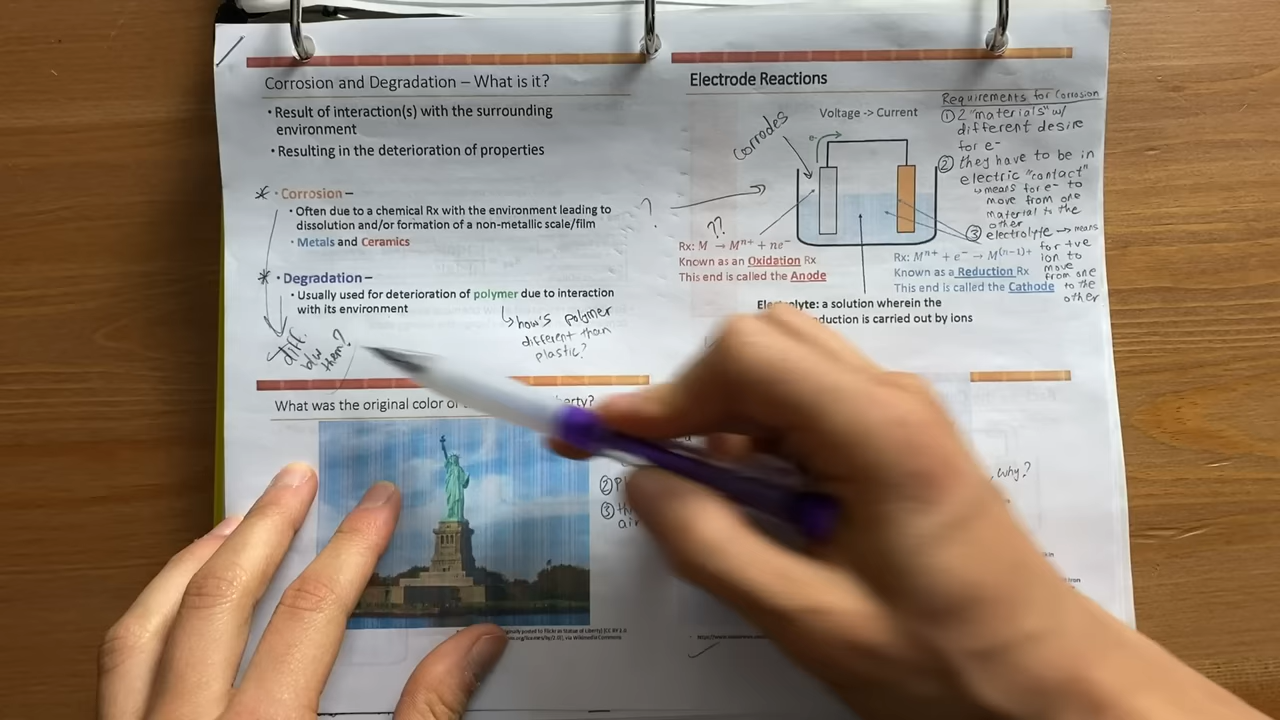 Corrosion and Degradation – What is it?
• Result of interaction(s) with the surrounding
environment
• Resulting in the deterioration of properties
* • Corrosion –
• Often due to a chemical Rx with the environment leading to
dissolution and/or formation of a non-metallic scale/film
• Metals and Ceramics
* • Degradation –
• Usually used for deterioration of polymer due to interaction
with its environment
how's polymer
different than
plastic?
diff.
b/w
them?
What was the original color of
erty?
Electrode Reactions
Voltage -> Current
Corrodes
e-
?
??
Rx: M → Mⁿ⁺ + ne⁻
Known as an Oxidation Rx
This end is called the Anode
Rx: Mⁿ⁺ + e⁻ → M⁽ⁿ⁻¹⁾⁺
Known as a Reduction Rx
This end is called the Cathode
lyte: a solution wherein the
duction is carried out by ions
Requirements for Corrosion
① 2 "materials" w/
different desire
for e-
② they have to be in
electric "contact"
↳ means for e- to
move from one
material to the
other
③ electrolyte → means
for +ve
ion to
move
from one
to the
other
②
③
air
, why?